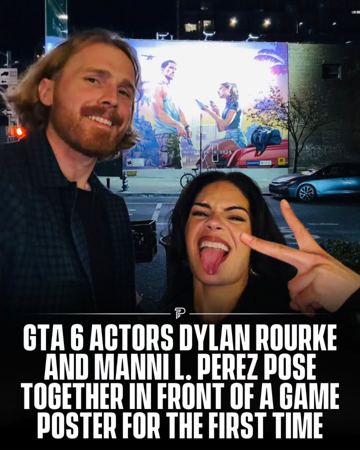 GTA 6 ACTORS DYLAN ROURKE
AND MANNI L. PEREZ POSE
TOGETHER IN FRONT OF A GAME
POSTER FOR THE FIRST TIME